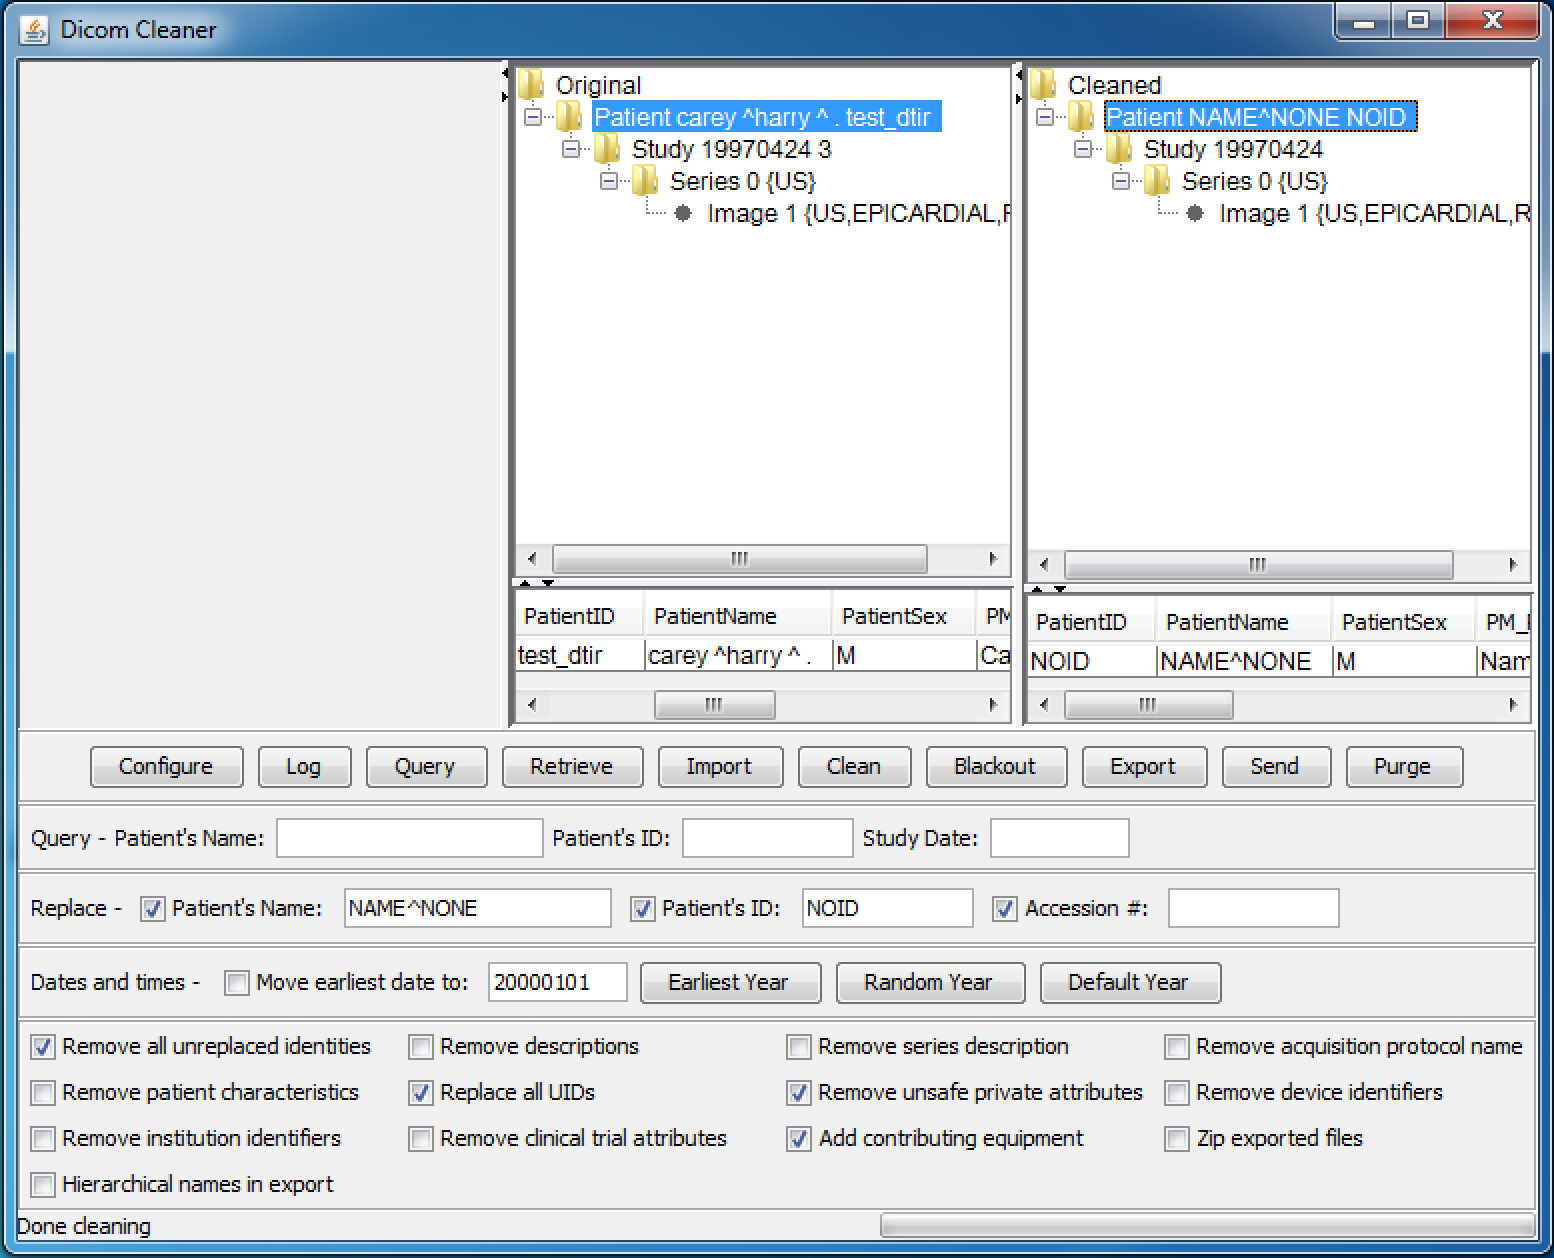 Dicom Cleaner
Original
Patient carey ^harry ^ . test_dtir
Study 19970424 3
Series 0 {US}
Image 1 {US,EPICARDIAL,
Cleaned
Patient NAME^NONE NOID
Study 19970424
Series 0 {US}
Image 1 {US,EPICARDIAL,R
PatientID PatientName PatientSex PM
test_dtir carey ^harry ^ . M Ca
PatientID PatientName PatientSex PM_
NOID NAME^NONE M Nam
Configure Log Query Retrieve Import Clean Blackout Export Send Purge
Query - Patient's Name: Patient's ID: Study Date:
Replace - Patient's Name: NAME^NONE Patient's ID: NOID Accession #:
Dates and times - Move earliest date to: 20000101 Earliest Year Random Year Default Year
Remove all unreplaced identities Remove descriptions Remove series description Remove acquisition protocol name
Remove patient characteristics Replace all UIDs Remove unsafe private attributes Remove device identifiers
Remove institution identifiers Remove clinical trial attributes Add contributing equipment Zip exported files
Hierarchical names in export
Done cleaning